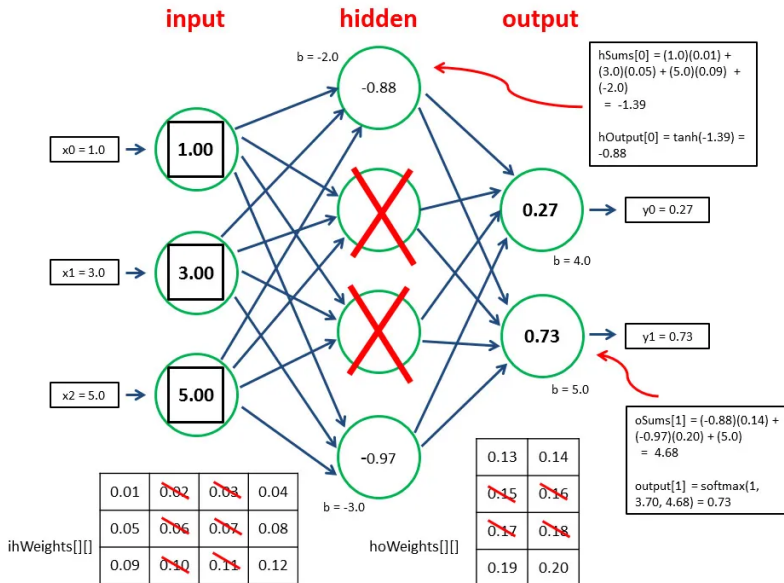 input hidden output
b = -2.0
-0.88
hSums[0] = (1.0)(0.01) +
(3.0)(0.05) + (5.0)(0.09) +
(-2.0)
= -1.39
hOutput[0] = tanh(-1.39) =
-0.88
x0 = 1.0
1.00
0.27
y0 = 0.27
b = 4.0
x1 = 3.0
3.00
0.73
y1 = 0.73
b = 5.0
x2 = 5.0
5.00
oSums[1] = (-0.88)(0.14) +
(-0.97)(0.20) + (5.0)
= 4.68
output[1] = softmax(1,
3.70, 4.68) = 0.73
-0.97
b = -3.0
ihWeights[][]
0.01 0.02 0.03 0.04
0.05 0.06 0.07 0.08
0.09 0.10 0.11 0.12
hoWeights[][]
0.13 0.14
0.15 0.16
0.17 0.18
0.19 0.20